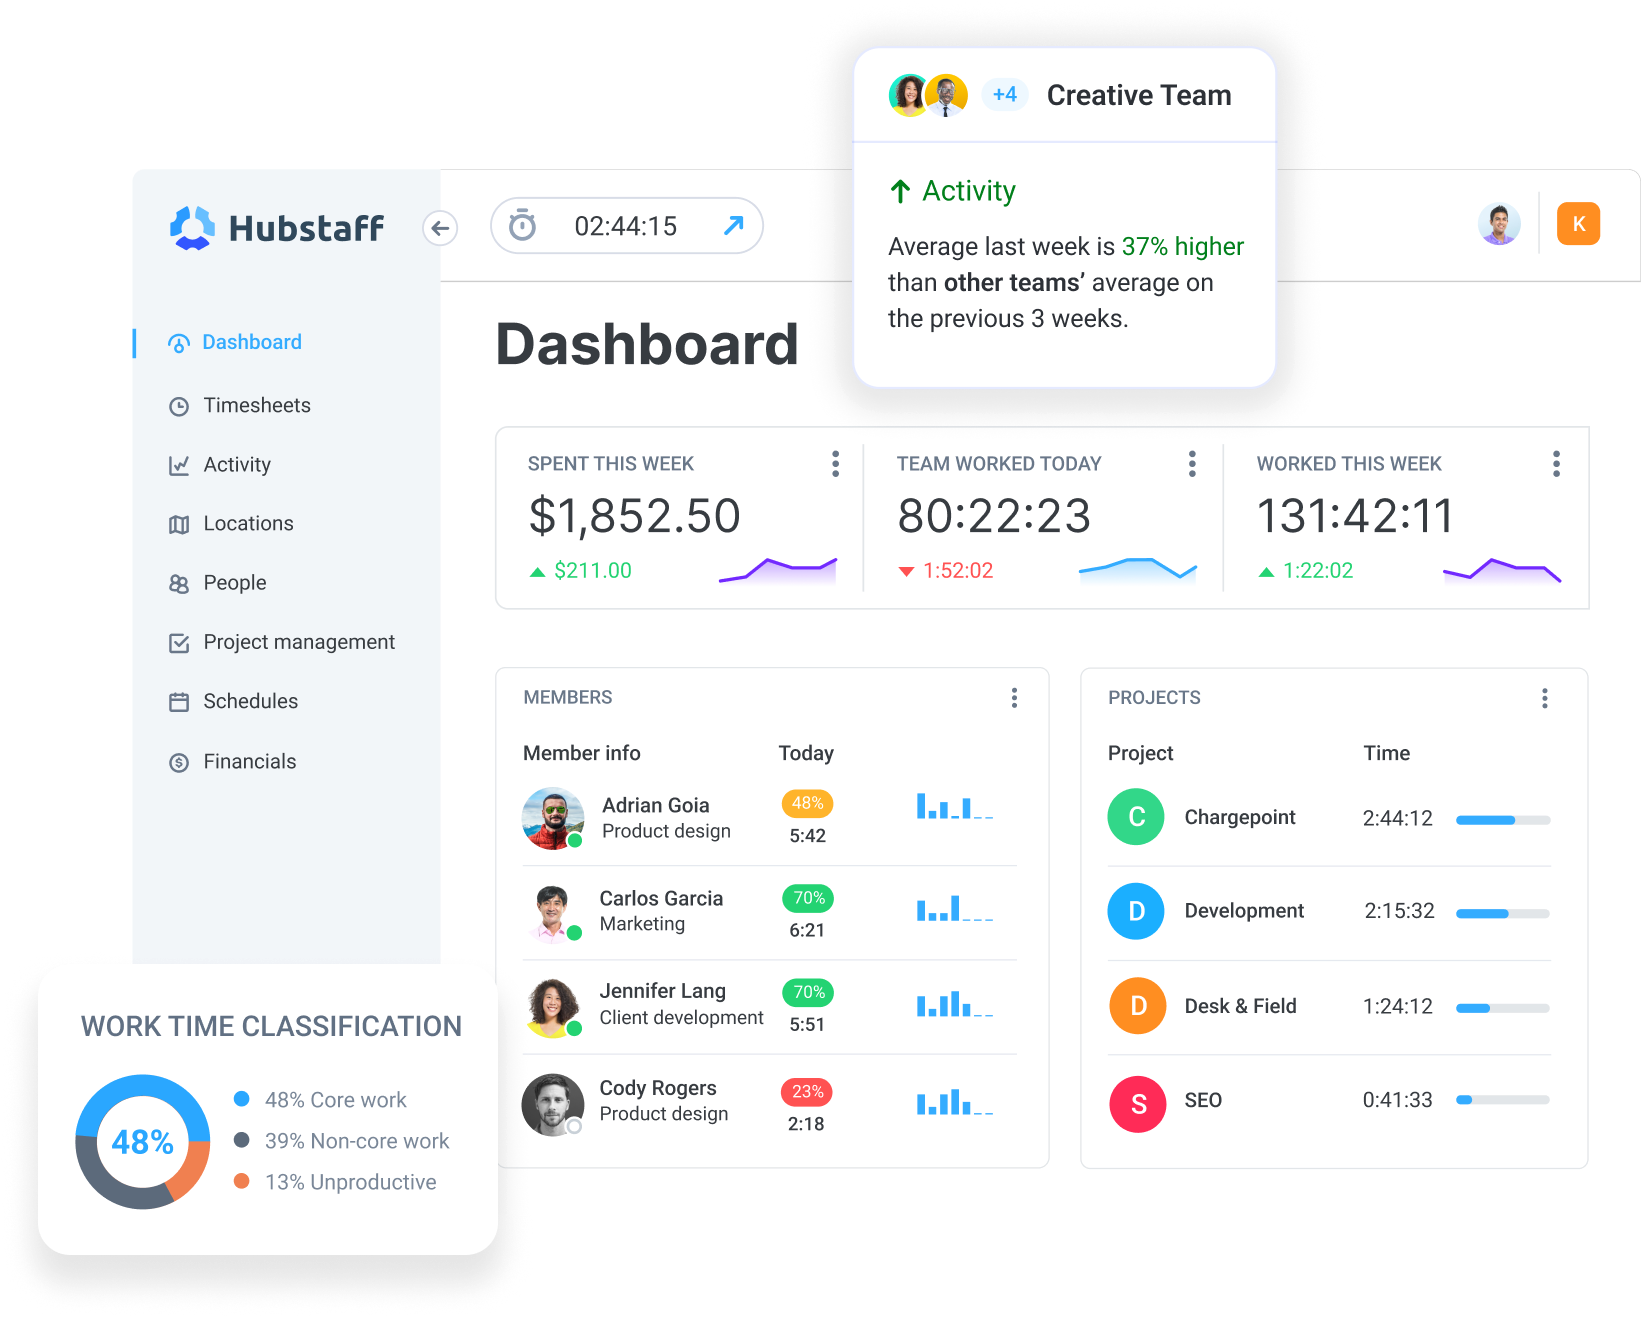 +4 Creative Team
Activity
Average last week is 37% higher
than other teams’ average on
the previous 3 weeks.
Hubstaff
02:44:15
K
Dashboard
Timesheets
Activity
Locations
People
Project management
Schedules
Financials
Dashboard
SPENT THIS WEEK
$1,852.50
$211.00
TEAM WORKED TODAY
80:22:23
1:52:02
WORKED THIS WEEK
131:42:11
1:22:02
MEMBERS
Member info Today
Adrian Goia 48%
Product design 5:42
Carlos Garcia 70%
Marketing 6:21
Jennifer Lang 70%
Client development 5:51
Cody Rogers 23%
Product design 2:18
PROJECTS
Project Time
C Chargepoint 2:44:12
D Development 2:15:32
D Desk & Field 1:24:12
S SEO 0:41:33
WORK TIME CLASSIFICATION
48%
48% Core work
39% Non-core work
13% Unproductive